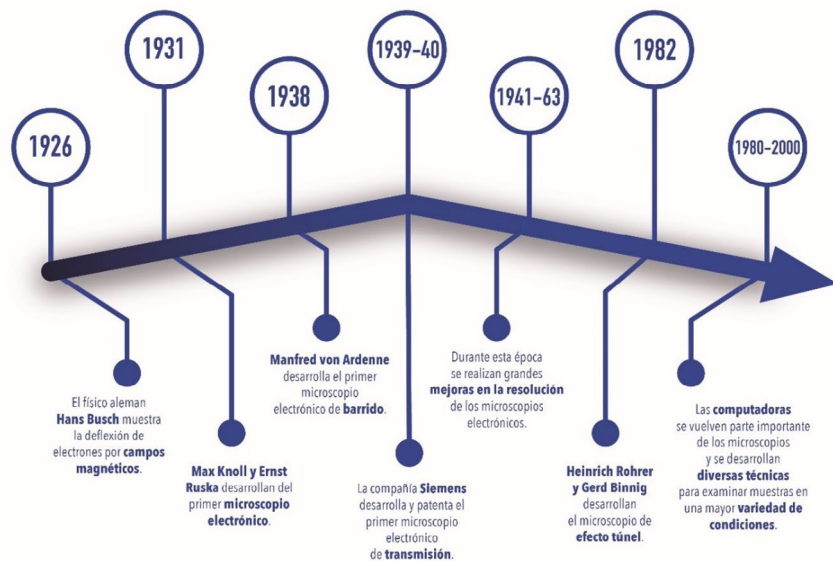 1926
1931
1938
1939–40
1941–63
1982
1980–2000
El físico aleman
Hans Busch muestra
la deflexión de
electrones por campos
magnéticos.
Max Knoll y Ernst
Ruska desarrollan del
primer microscopio
electrónico.
Manfred von Ardenne
desarrolla el primer
microscopio
electrónico de barrido.
La compañía Siemens
desarrolla y patenta el
primer microscopio
electrónico
de transmisión.
Durante esta época
se realizan grandes
mejoras en la resolución
de los microscopios
electrónicos.
Heinrich Rohrer
y Gerd Binnig
desarrollan
el microscopio de
efecto túnel.
Las computadoras
se vuelven parte importante
de los microscopios
y se desarrollan
diversas técnicas
para examinar muestras en
una mayor variedad de
condiciones.